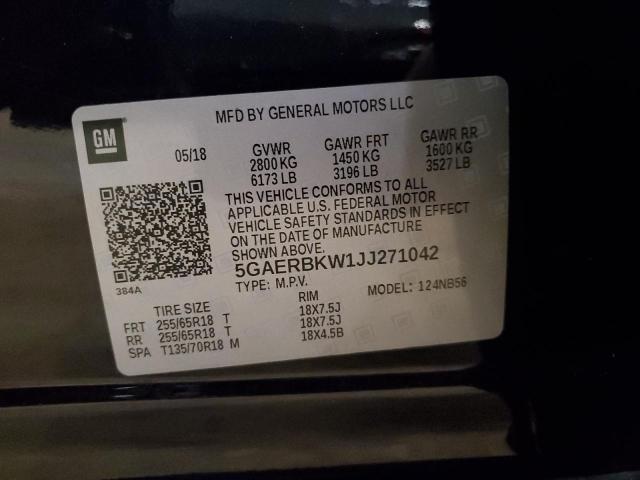 MFD BY GENERAL MOTORS LLC
GM
05/18
GVWR GAWR FRT GAWR RR
2800 KG 1450 KG 1600 KG
6173 LB 3196 LB 3527 LB
THIS VEHICLE CONFORMS TO ALL
APPLICABLE U.S. FEDERAL MOTOR
VEHICLE SAFETY STANDARDS IN EFFECT
ON THE DATE OF MANUFACTURE
SHOWN ABOVE.
384A
5GAERBKW1JJ271042
TYPE: M.P.V. MODEL: 124NB56
TIRE SIZE RIM
FRT 255/65R18 T 18X7.5J
RR 255/65R18 T 18X7.5J
SPA T135/70R18 M 18X4.5B